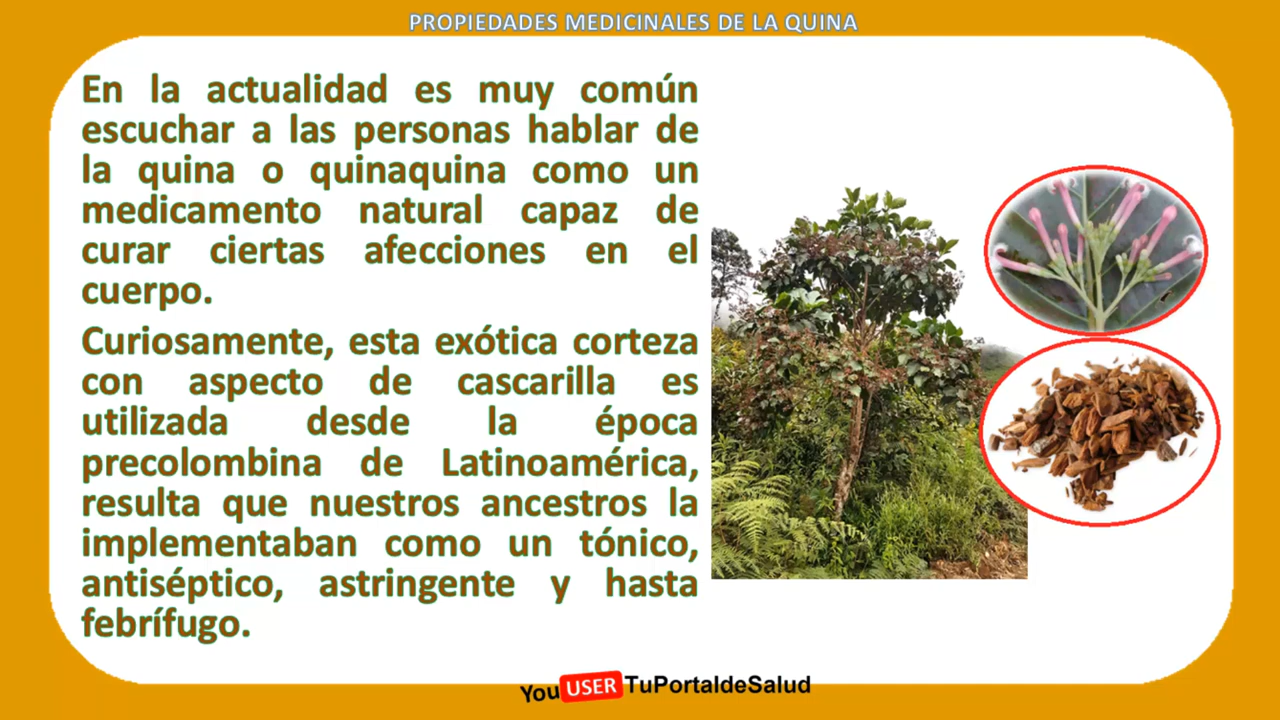 PROPIEDADES MEDICINALES DE LA QUINA
En la actualidad es muy común
escuchar a las personas hablar de
la quina o quinaquina como un
medicamento natural capaz de
curar ciertas afecciones en el
cuerpo.
Curiosamente, esta exótica corteza
con aspecto de cascarilla es
utilizada desde la época
precolombina de Latinoamérica,
resulta que nuestros ancestros la
implementaban como un tónico,
antiséptico, astringente y hasta
febrífugo.
YouUSER TuPortaldeSalud